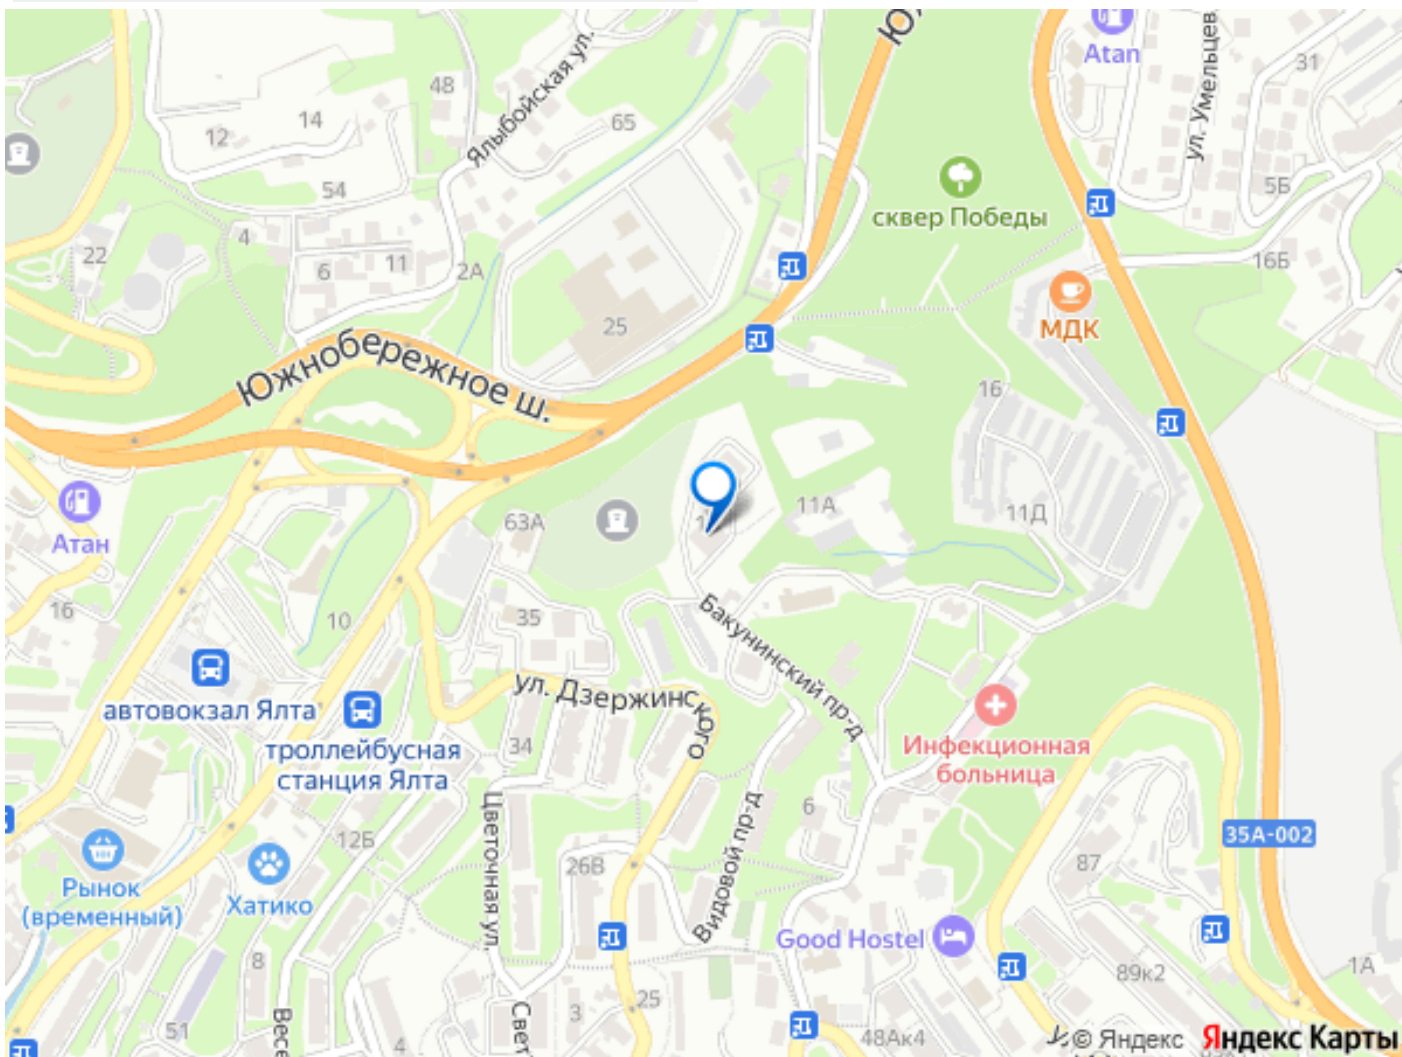 Atan
ул. Умельцев
31
48
Ялыбойская ул.
14
12
65
54
5Б
сквер Победы
4
22
11
6
2А
16Б
25
МДК
Южнобережное ш.
16
11А
11Д
63А
Атан
16
10
35
Бакунинский пр-д
автовокзал Ялта
ул. Дзержинского
троллейбусная
станция Ялта
34
Инфекционная
больница
Цветочная ул.
Видовой пр-д
6
35А-002
12Б
26В
87
Рынок
(временный)
Хатико
Good Hostel
8
89к2
1А
25
3
51
4
48Ак4
© Яндекс
Яндекс Карты